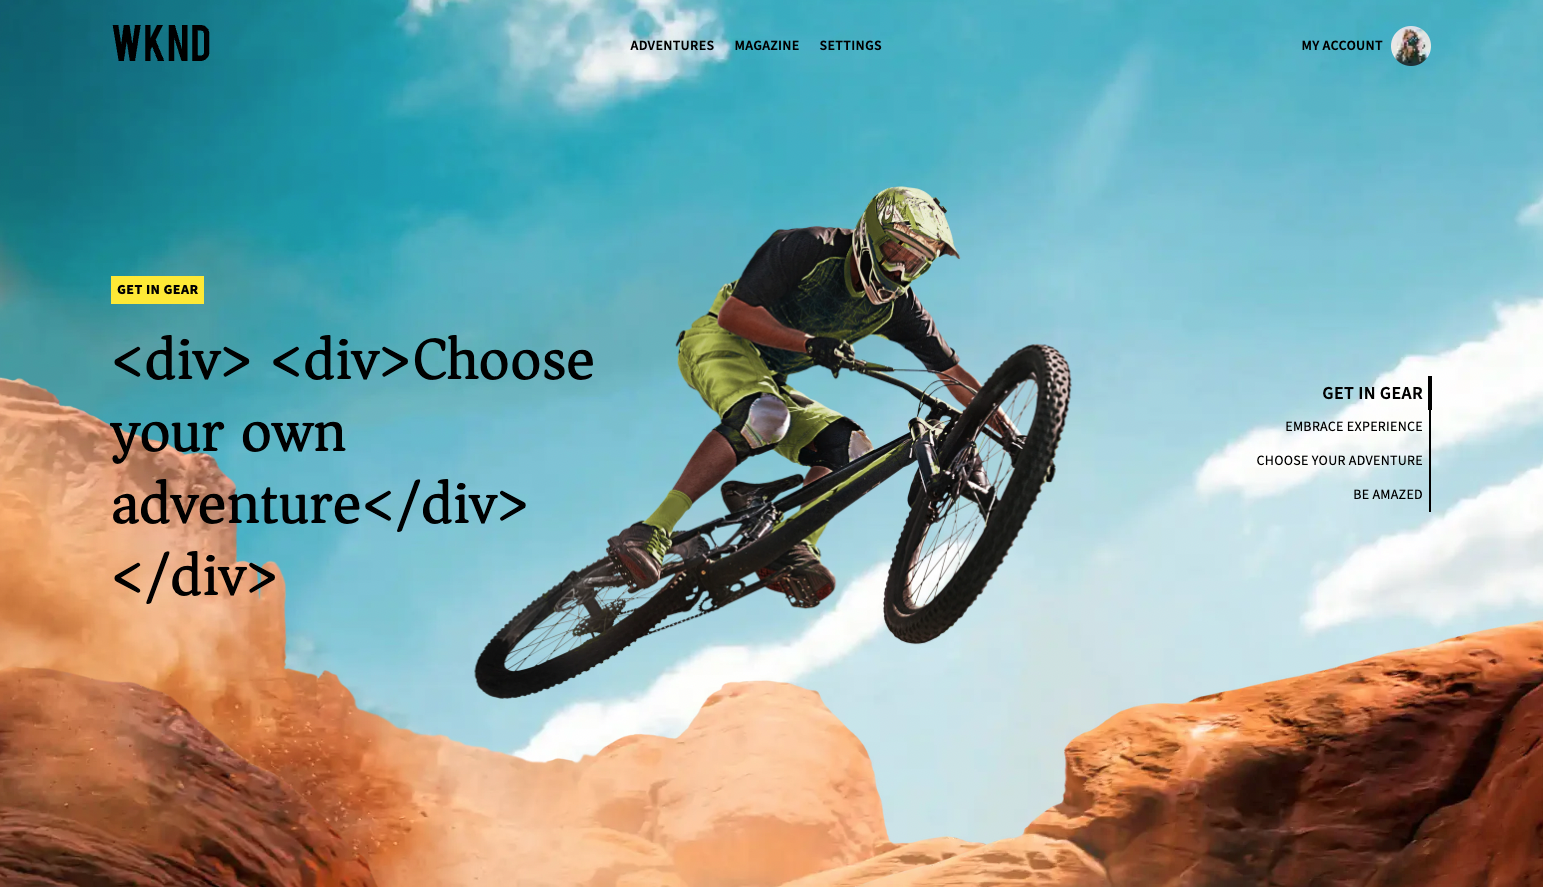 WKND
ADVENTURES MAGAZINE SETTINGS
MY ACCOUNT
GET IN GEAR
<div> <div>Choose
your own
adventure</div>
</div>
GET IN GEAR
EMBRACE EXPERIENCE
CHOOSE YOUR ADVENTURE
BE AMAZED